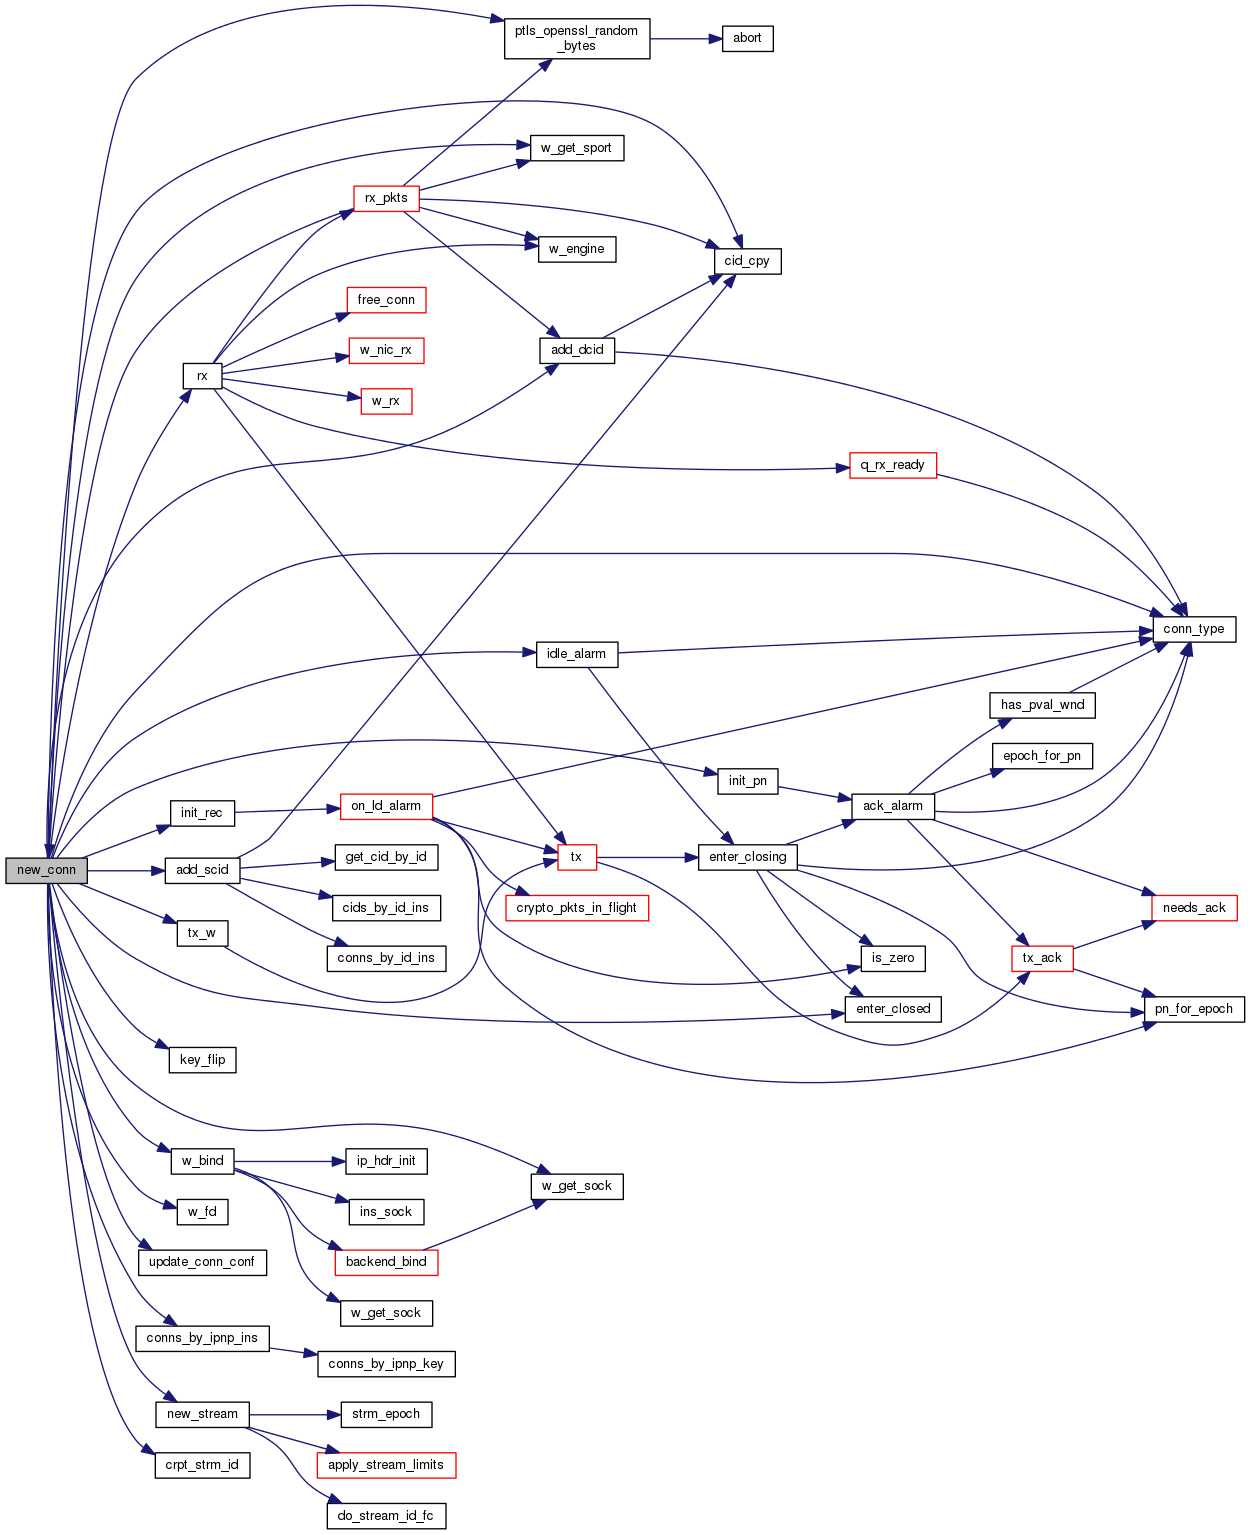 ptls_openssl_random
_bytes
abort
w_get_sport
rx_pkts
w_engine
cid_cpy
free_conn
w_nic_rx
add_dcid
rx
w_rx
q_rx_ready
conn_type
idle_alarm
has_pval_wnd
epoch_for_pn
init_pn
ack_alarm
init_rec
on_ld_alarm
get_cid_by_id
tx
enter_closing
new_conn
add_scid
cids_by_id_ins
crypto_pkts_in_flight
needs_ack
tx_w
conns_by_id_ins
is_zero
tx_ack
enter_closed
pn_for_epoch
key_flip
w_bind
ip_hdr_init
w_get_sock
w_fd
ins_sock
update_conn_conf
backend_bind
w_get_sock
conns_by_ipnp_ins
conns_by_ipnp_key
new_stream
strm_epoch
crpt_strm_id
apply_stream_limits
do_stream_id_fc